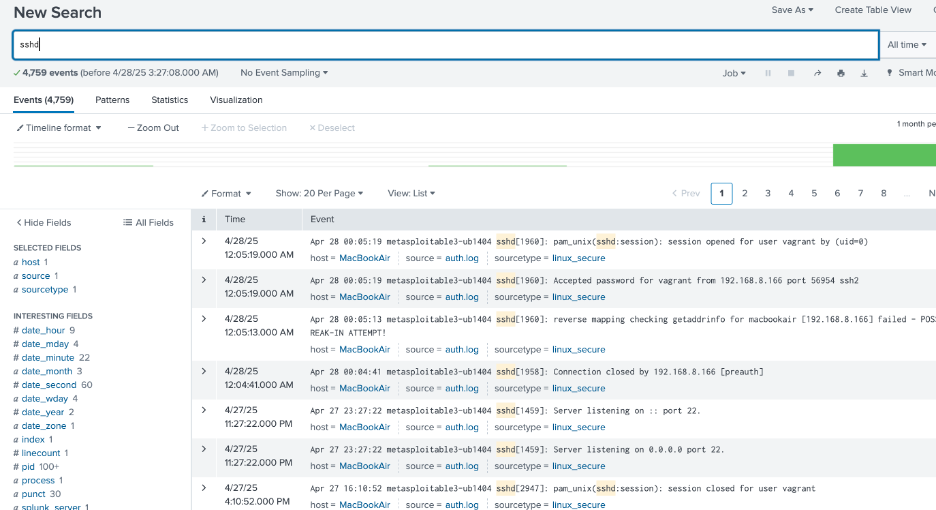 New Search
Save As ▾ Create Table View
sshd
All time ▾
✓ 4,759 events (before 4/28/25 3:27:08.000 AM) No Event Sampling ▾
Job ▾ Smart Mo
Events (4,759) Patterns Statistics Visualization
Timeline format ▾ — Zoom Out + Zoom to Selection × Deselect
1 month pe
Format ▾ Show: 20 Per Page ▾ View: List ▾
< Prev 1 2 3 4 5 6 7 8 ... N
< Hide Fields All Fields
SELECTED FIELDS
a host 1
a source 1
a sourcetype 1
INTERESTING FIELDS
# date_hour 9
# date_mday 4
# date_minute 22
a date_month 3
# date_second 60
a date_wday 4
# date_year 2
a date_zone 1
a index 1
# linecount 1
# pid 100+
a process 1
a punct 30
a splunk_server 1
i Time Event
> 4/28/25 12:05:19.000 AM
Apr 28 00:05:19 metasploitable3-ub1404 sshd[1960]: pam_unix(sshd:session): session opened for user vagrant by (uid=0)
host = MacBookAir source = auth.log sourcetype = linux_secure
> 4/28/25 12:05:19.000 AM
Apr 28 00:05:19 metasploitable3-ub1404 sshd[1960]: Accepted password for vagrant from 192.168.8.166 port 56954 ssh2
host = MacBookAir source = auth.log sourcetype = linux_secure
> 4/28/25 12:05:13.000 AM
Apr 28 00:05:13 metasploitable3-ub1404 sshd[1960]: reverse mapping checking getaddrinfo for macbookair [192.168.8.166] failed - POS
REAK-IN ATTEMPT!
host = MacBookAir source = auth.log sourcetype = linux_secure
> 4/28/25 12:04:41.000 AM
Apr 28 00:04:41 metasploitable3-ub1404 sshd[1958]: Connection closed by 192.168.8.166 [preauth]
host = MacBookAir source = auth.log sourcetype = linux_secure
> 4/27/25 11:27:22.000 PM
Apr 27 23:27:22 metasploitable3-ub1404 sshd[1459]: Server listening on :: port 22.
host = MacBookAir source = auth.log sourcetype = linux_secure
> 4/27/25 11:27:22.000 PM
Apr 27 23:27:22 metasploitable3-ub1404 sshd[1459]: Server listening on 0.0.0.0 port 22.
host = MacBookAir source = auth.log sourcetype = linux_secure
> 4/27/25 4:10:52.000 PM
Apr 27 16:10:52 metasploitable3-ub1404 sshd[2947]: pam_unix(sshd:session): session closed for user vagrant
host = MacBookAir source = auth.log sourcetype = linux_secure